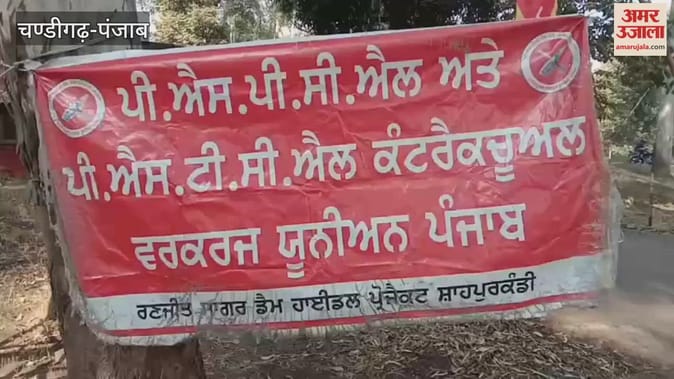 चण्डीगढ़-पंजाब
अमर
उजाला
amarujala.com
ਪੀ.ਐਸ.ਪੀ.ਸੀ.ਐਲ ਅਤੇ
ਪੀ.ਐਸ.ਟੀ.ਸੀ.ਐਲ ਕੰਟਰੈਕਚੂਅਲ
ਵਰਕਰਜ ਯੂਨੀਅਨ ਪੰਜਾਬ
ਰਣਜੀਤ ਸਾਗਰ ਡੈਮ ਹਾਈਡਲ ਪ੍ਰੋਜੈਕਟ ਸ਼ਾਹਪੁਰਕੰਡੀ